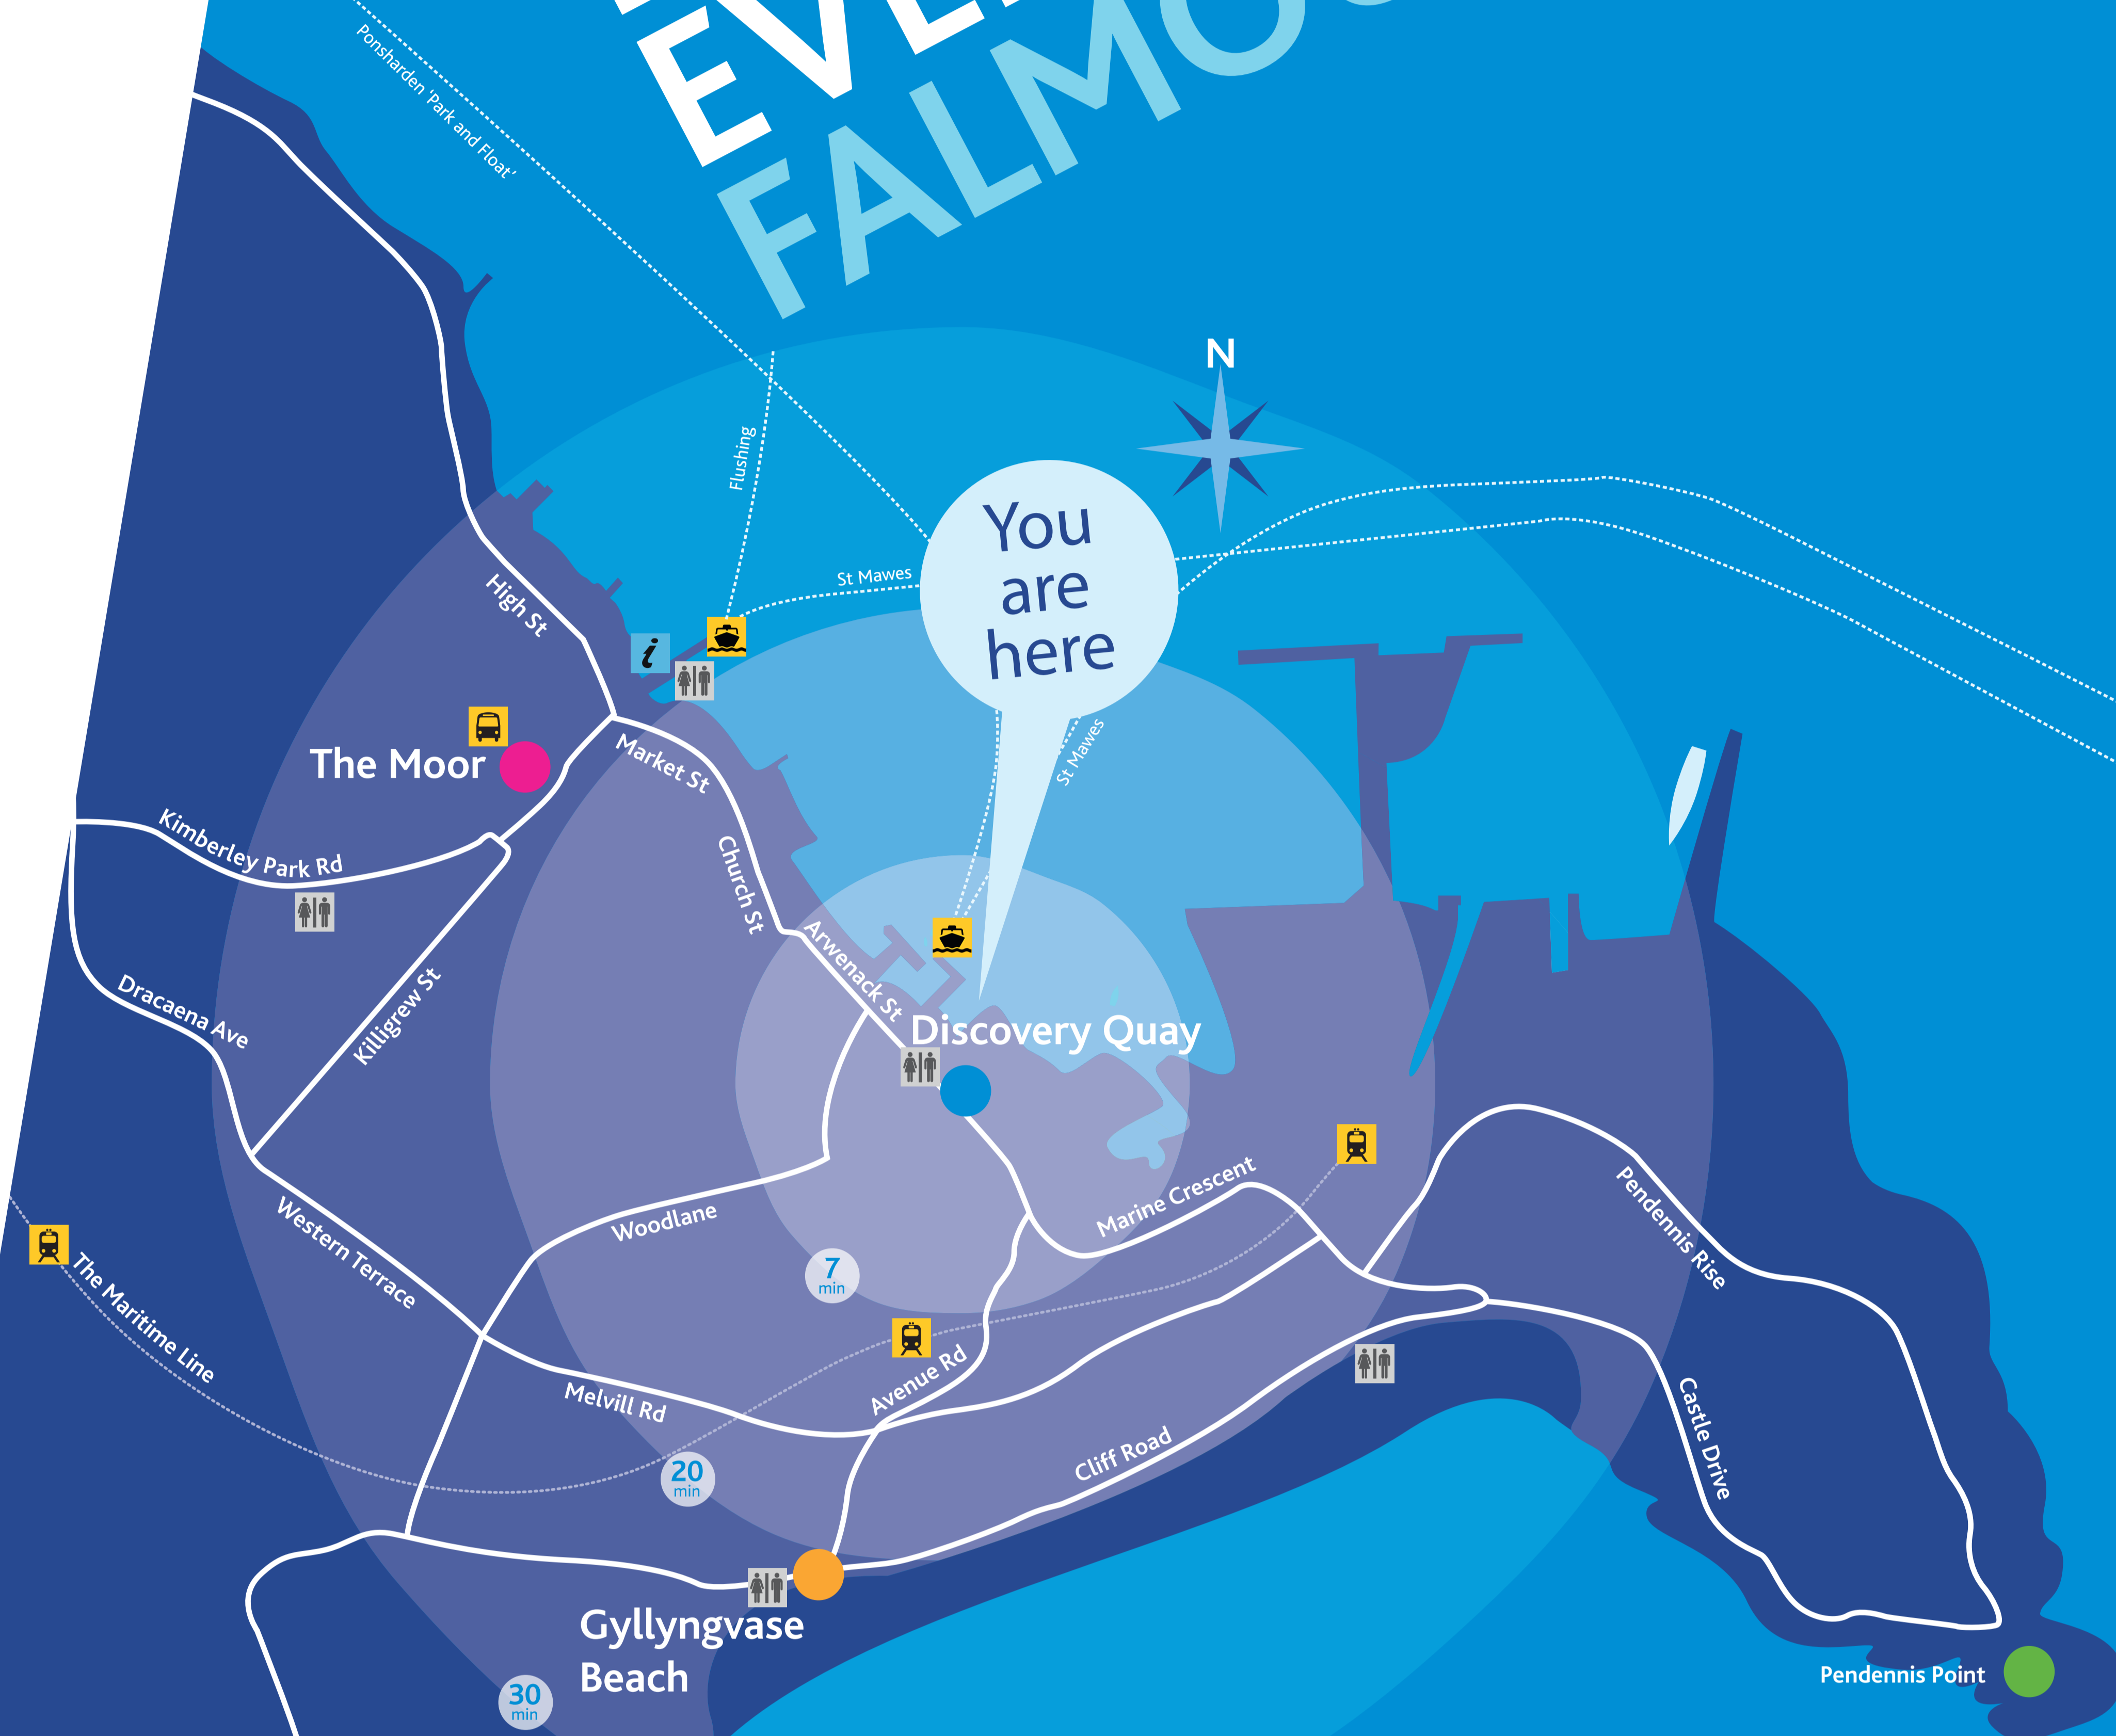 FALMO
Ponsharden 'Park and Float'
N
Flushing
St Mawes
You
are
here
St Mawes
High St
i
The Moor
Market St
Kimberley Park Rd
Church St
Arwenack St
Dracaena Ave
Killigrew St
Discovery Quay
Marine Crescent
Pendennis Rise
Woodlane
Western Terrace
The Maritime Line
7
min
Avenue Rd
Melvill Rd
Castle Drive
Cliff Road
20
min
Gyllyngvase
Beach
30
min
Pendennis Point